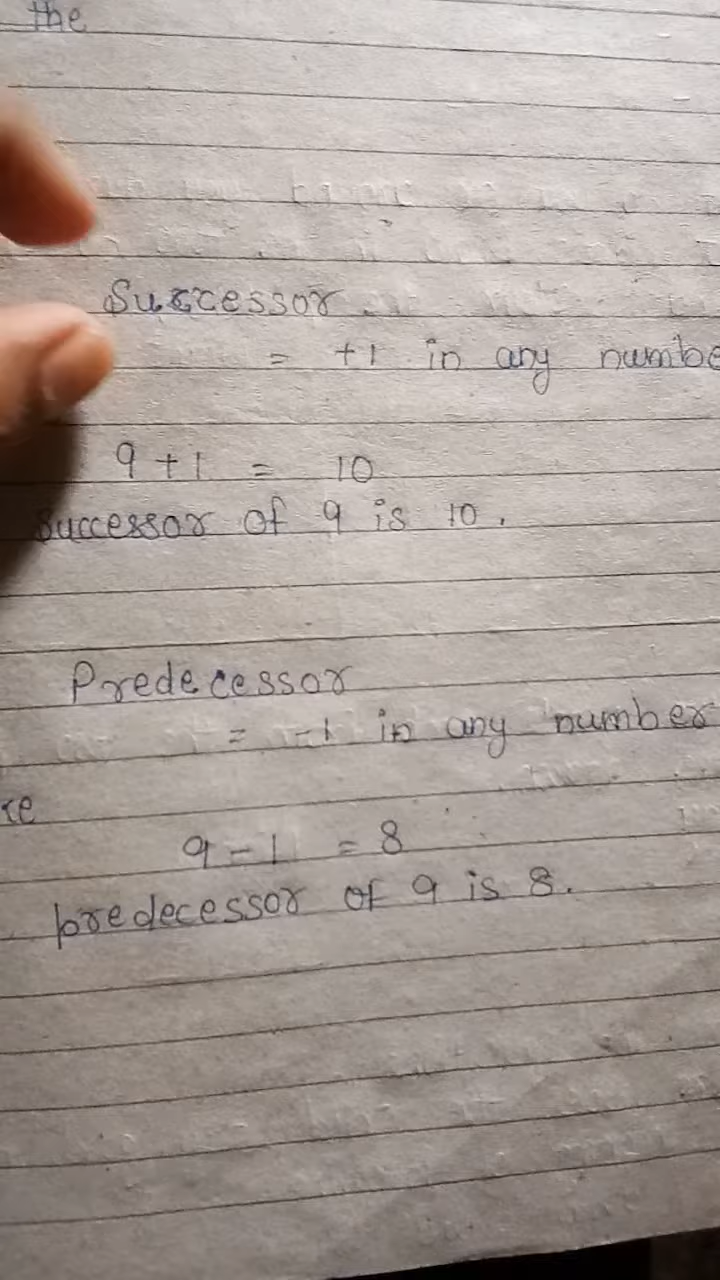 the
Successor
= +1 in any numbe
9 + 1 = 10
Successor of 9 is 10.
Predecessor
= -1 in any number
9 - 1 = 8
predecessor of 9 is 8.